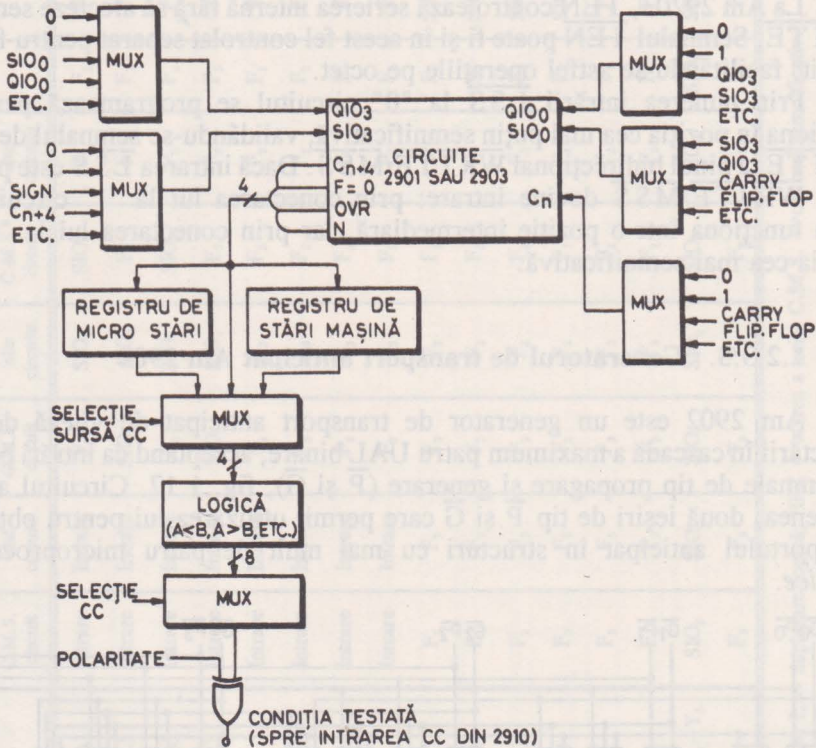 0
1
SIO0
QIO0
ETC.
MUX
0
1
SIGN
Cn+4
ETC.
MUX
QIO3
SIO3
Cn+4
F=0
OVR
N
CIRCUITE
2901 SAU 2903
QIO0
SIO0
Cn
4
MUX
0
1
QIO3
SIO3
ETC.
MUX
SIO3
QIO3
CARRY
FLIP-FLOP
ETC.
MUX
0
1
CARRY
FLIP-FLOP
ETC.
REGISTRU DE
MICRO STĂRI
REGISTRU DE
STĂRI MAȘINĂ
SELECȚIE
SURSĂ CC
MUX
4
LOGICĂ
(A<B,A>B,ETC.)
8
SELECȚIE
CC
MUX
POLARITATE
CONDIȚIA TESTATĂ
(SPRE INTRAREA CC DIN 2910)